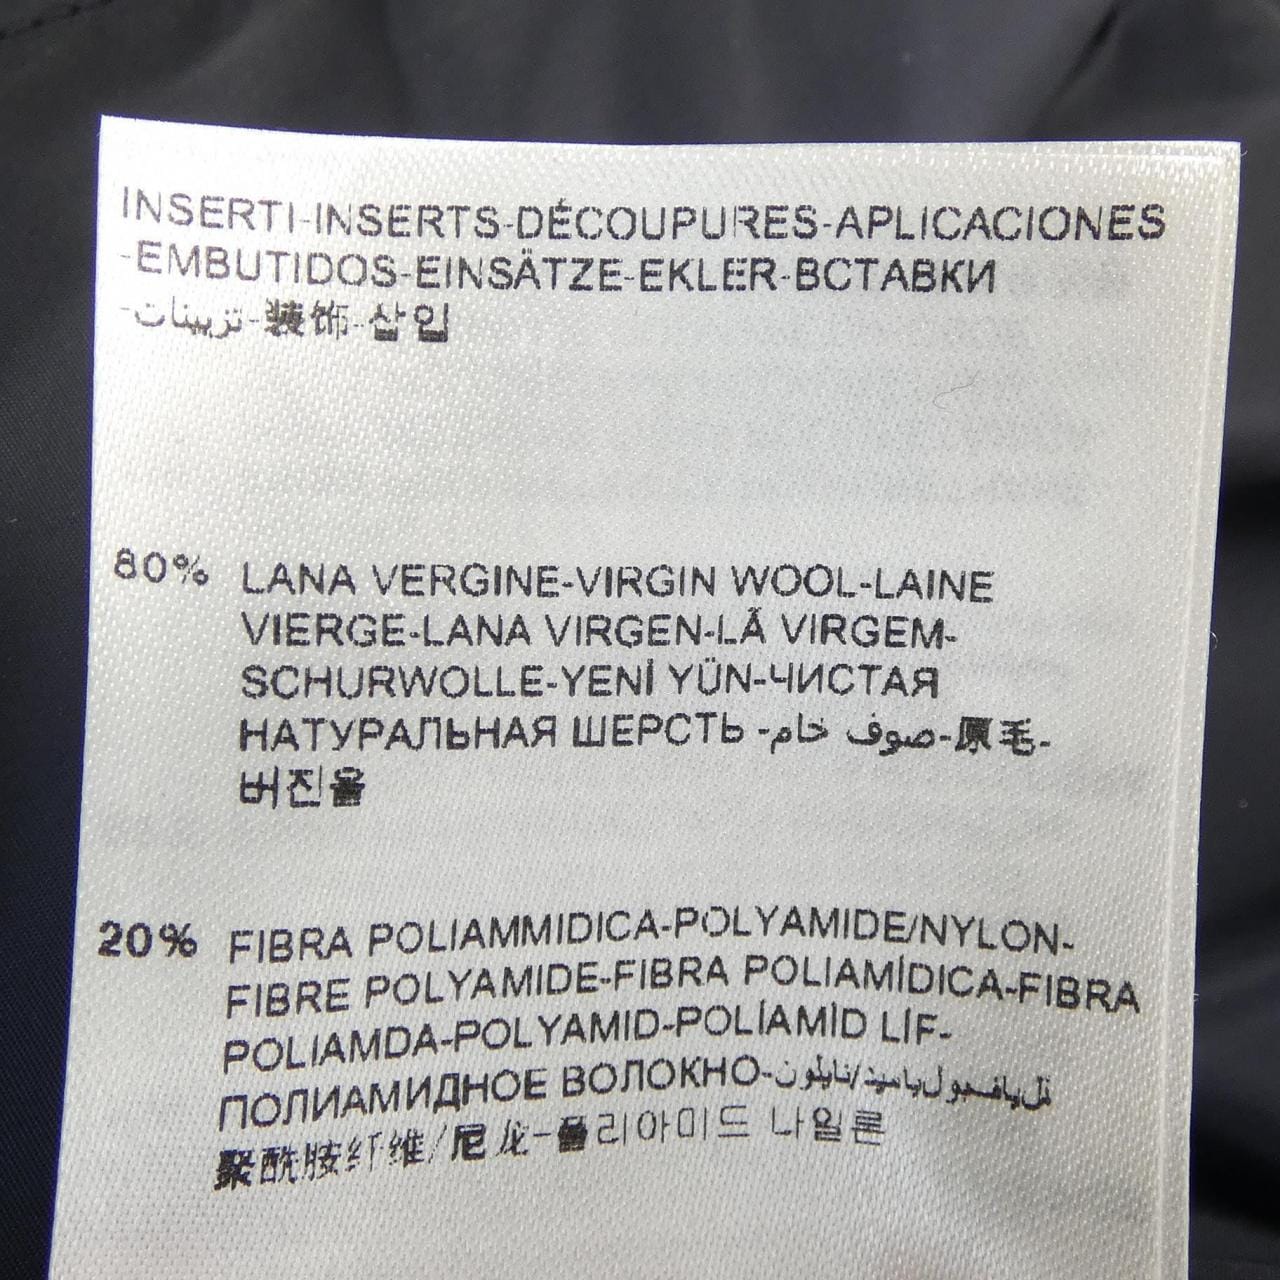 INSERTI-INSERTS-DÉCOUPURES-APLICACIONES
-EMBUTIDOS-EINSÄTZE-EKLER-ВСТАВКИ
-تزيينات-装饰-삽입
80% LANA VERGINE-VIRGIN WOOL-LAINE
VIERGE-LANA VIRGEN-LÃ VIRGEM-
SCHURWOLLE-YENİ YÜN-ЧИСТАЯ
НАТУРАЛЬНАЯ ШЕРСТЬ -صوف خام-原毛-
버진울
20% FIBRA POLIAMMIDICA-POLYAMIDE/NYLON-
FIBRE POLYAMIDE-FIBRA POLIAMÍDICA-FIBRA
POLIAMDA-POLYAMID-POLİAMİD LİF-
ПОЛИАМИДНОЕ ВОЛОКНО-نايلون/
聚酰胺纤维/尼龙-폴리아미드 나일론